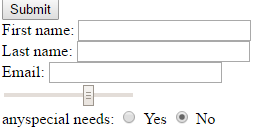 Submit
First name:
Last name:
Email:
anyspecial needs: Yes No